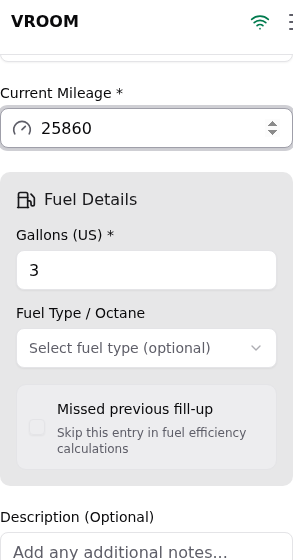 VROOM
Current Mileage *
25860
Fuel Details
Gallons (US) *
3
Fuel Type / Octane
Select fuel type (optional)
Missed previous fill-up
Skip this entry in fuel efficiency
calculations
Description (Optional)
Add any additional notes...